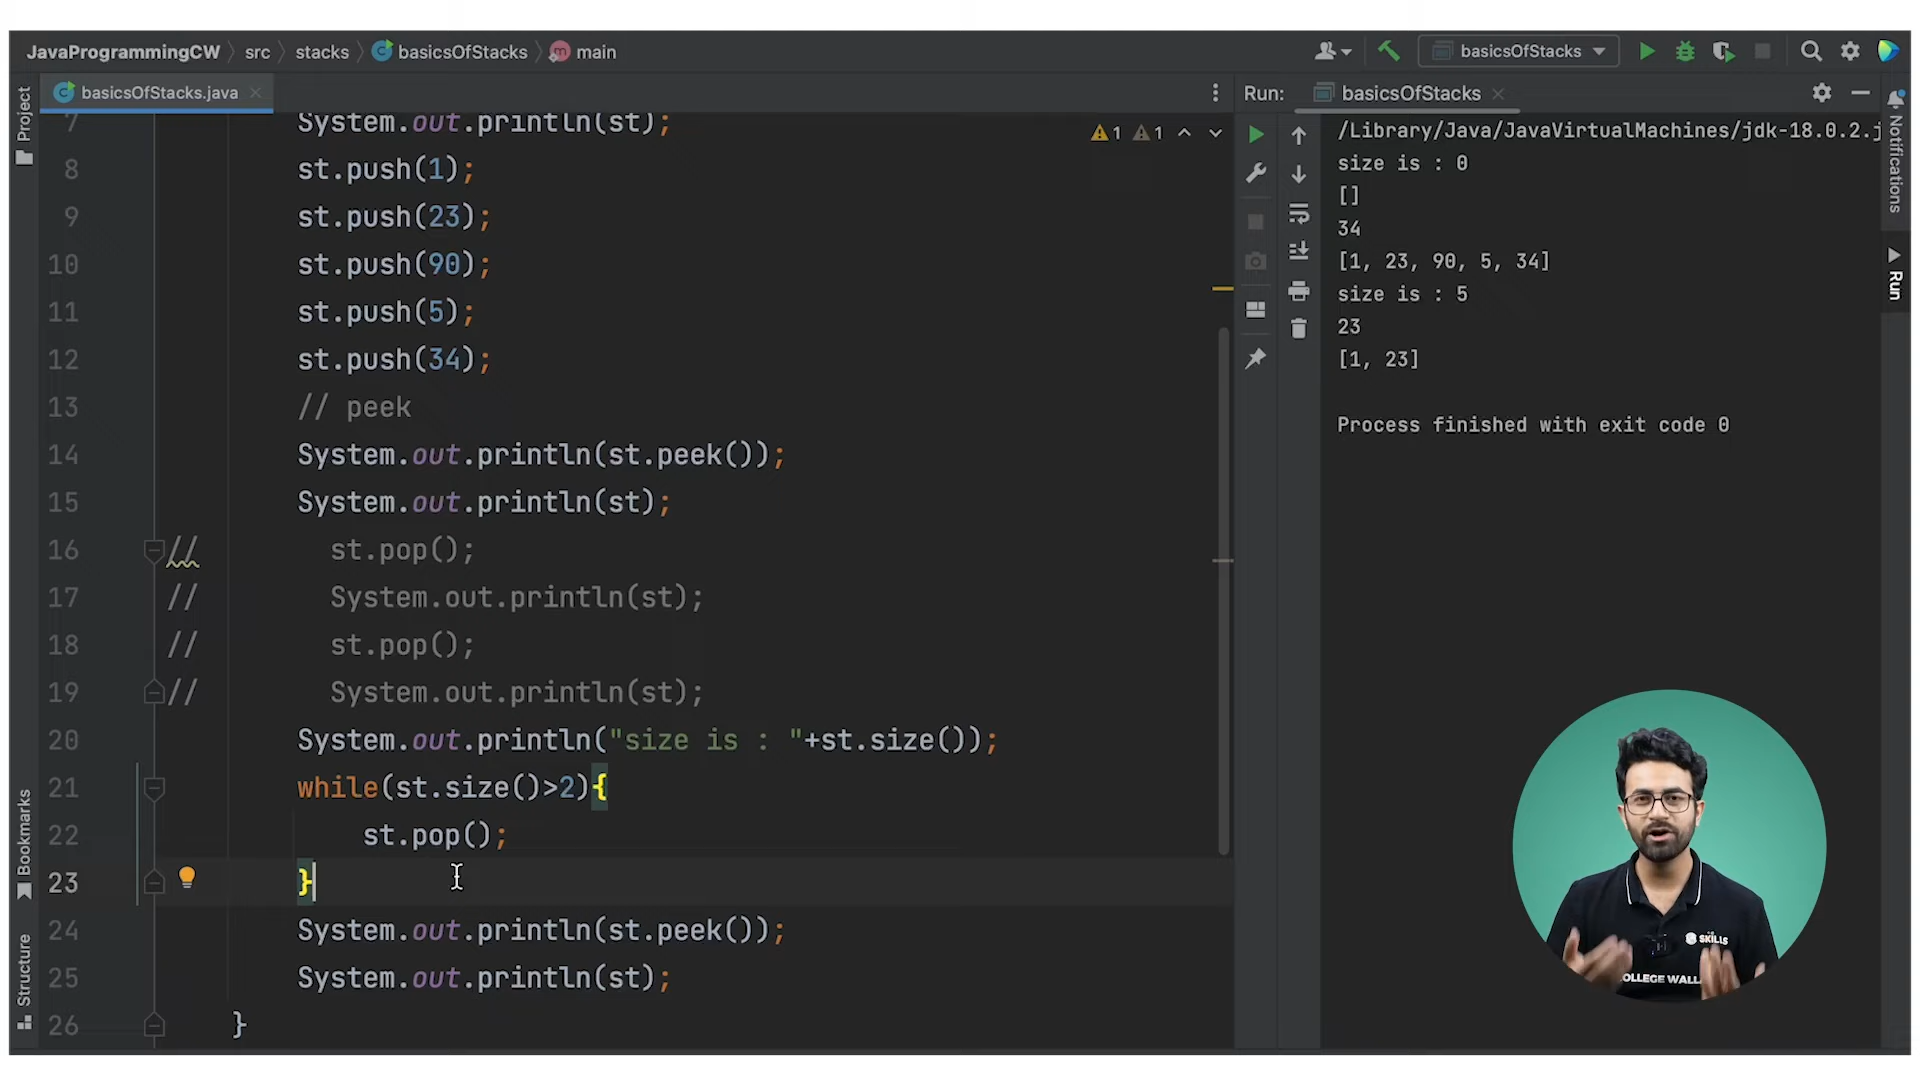 JavaProgrammingCW src stacks basicsOfStacks main
basicsOfStacks
basicsOfStacks.java
Run: basicsOfStacks
Project
Bookmarks
Structure
7 System.out.println(st);
8 st.push(1);
9 st.push(23);
10 st.push(90);
11 st.push(5);
12 st.push(34);
13 // peek
14 System.out.println(st.peek());
15 System.out.println(st);
16 // st.pop();
17 // System.out.println(st);
18 // st.pop();
19 // System.out.println(st);
20 System.out.println("size is : "+st.size());
21 while(st.size()>2){
22 st.pop();
23 }
24 System.out.println(st.peek());
25 System.out.println(st);
26 }
1 1
/Library/Java/JavaVirtualMachines/jdk-18.0.2.j
size is : 0
[]
34
[1, 23, 90, 5, 34]
size is : 5
23
[1, 23]
Process finished with exit code 0
Notifications
Run
SKILLS
OLLEGE WALL